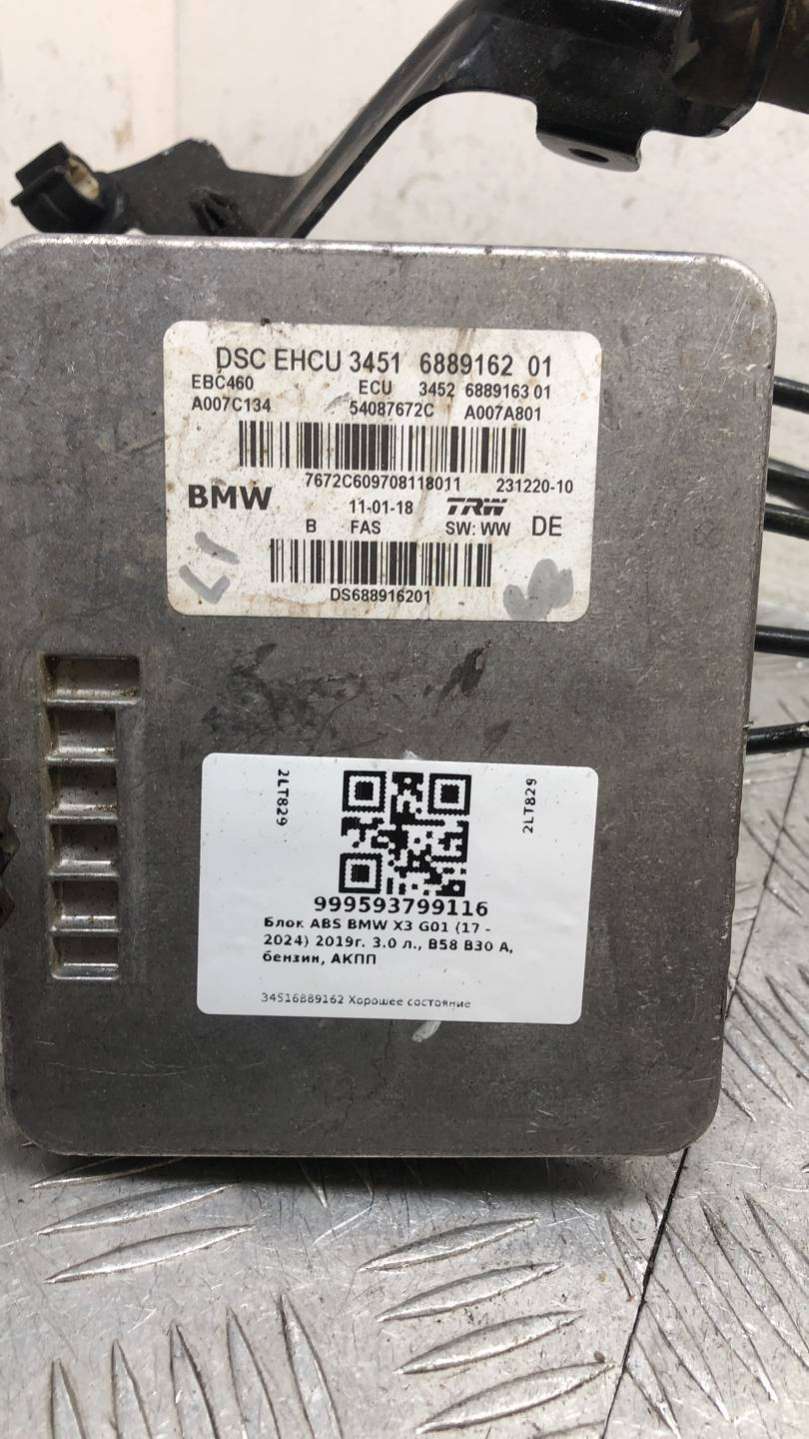 DSC EHCU 3451 6889162 01
EBC460 ECU 3452 6889163 01
A007C134 54087672C A007A801
7672C609708118011 231220-10
BMW 11-01-18 TRW
B FAS SW: WW DE
DS688916201
2LT829
2LT829
999593799116
Блок ABS BMW X3 G01 (17 -
2024) 2019г. 3.0 л., B58 B30 A,
бензин, АКПП
34516889162 Хорошее состояние